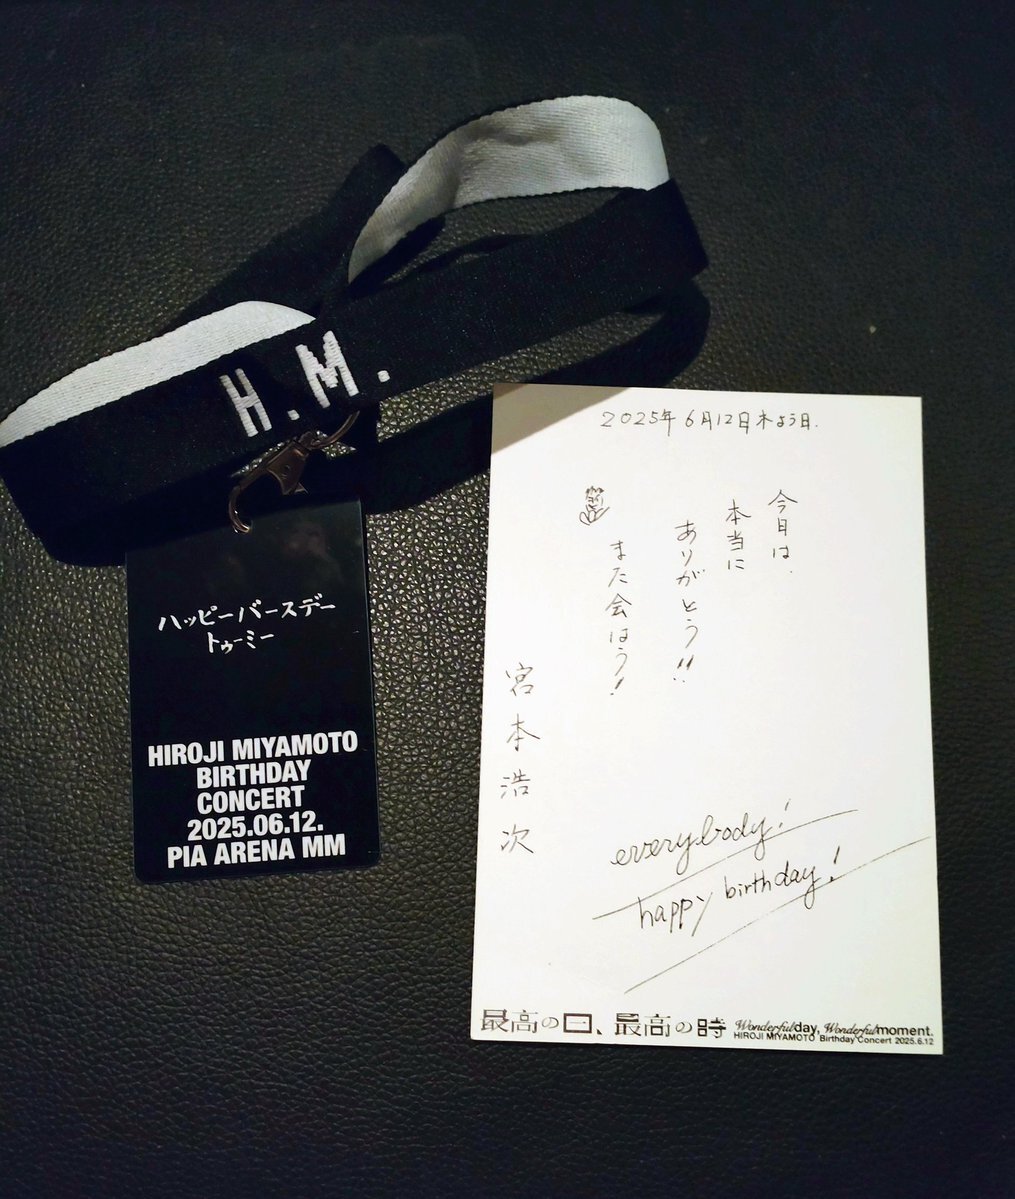 H.M.
ハッピーバースデー
トゥーミー
HIROJI MIYAMOTO
BIRTHDAY
CONCERT
2025.06.12.
PIA ARENA MM
2025年6月12日木よう日.
今日は、
本当に
ありがとう!!
また会はう!
宮本浩次
everybody!
happy birthday!
最高の日、最高の時 Wonderful day, Wonderful moment.
HIROJI MIYAMOTO Birthday Concert 2025.6.12